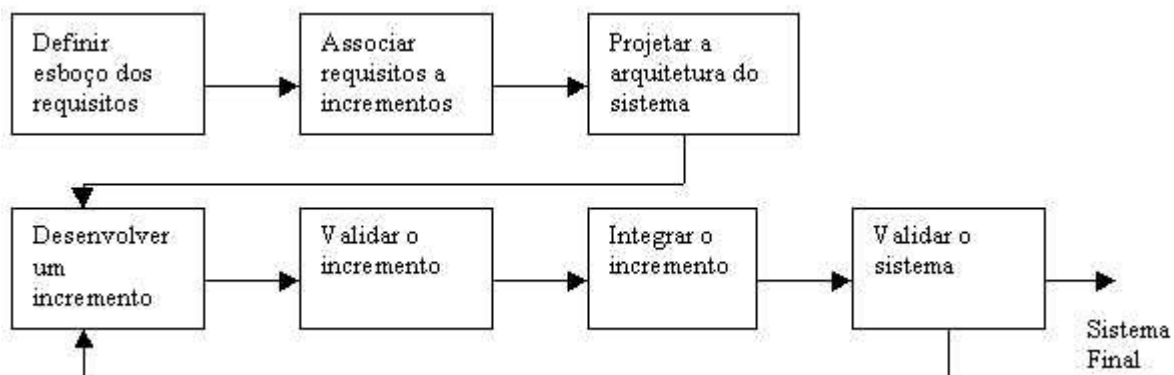 Definir
esboço dos
requisitos
Associar
requisitos a
incrementos
Projetar a
arquitetura do
sistema
Desenvolver
um
incremento
Validar o
incremento
Integrar o
incremento
Validar o
sistema
Sistema
Final